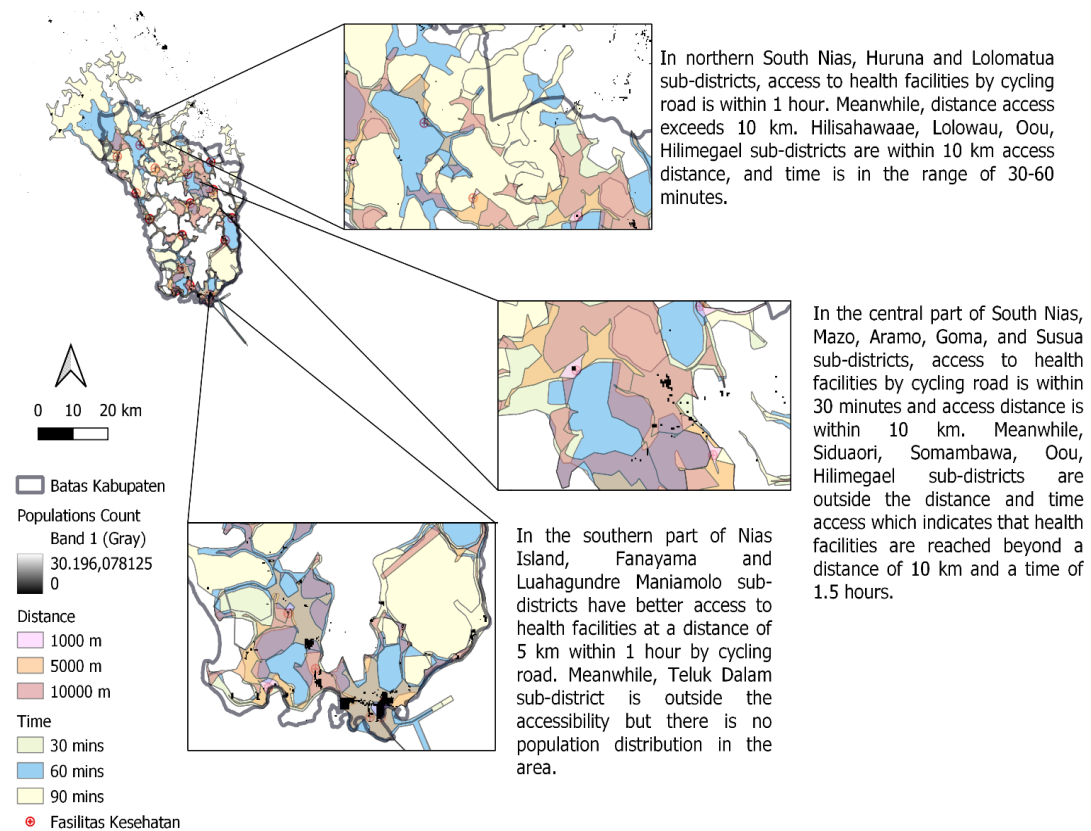 In northern South Nias, Huruna and Lolomatua
sub-districts, access to health facilities by cycling
road is within 1 hour. Meanwhile, distance access
exceeds 10 km. Hilisahawaae, Lolowau, Oou,
Hilimegael sub-districts are within 10 km access
distance, and time is in the range of 30-60
minutes.
In the central part of South Nias,
Mazo, Aramo, Goma, and Susua
sub-districts, access to health
facilities by cycling road is within
30 minutes and access distance is
within 10 km. Meanwhile,
Siduaori, Somambawa, Oou,
Hilimegael sub-districts are
outside the distance and time
access which indicates that health
facilities are reached beyond a
distance of 10 km and a time of
1.5 hours.
In the southern part of Nias
Island, Fanayama and
Luahagundre Maniamolo sub-
districts have better access to
health facilities at a distance of
5 km within 1 hour by cycling
road. Meanwhile, Teluk Dalam
sub-district is outside the
accessibility but there is no
population distribution in the
area.
0 10 20 km
Batas Kabupaten
Populations Count
Band 1 (Gray)
30.196,078125
0
Distance
1000 m
5000 m
10000 m
Time
30 mins
60 mins
90 mins
Fasilitas Kesehatan